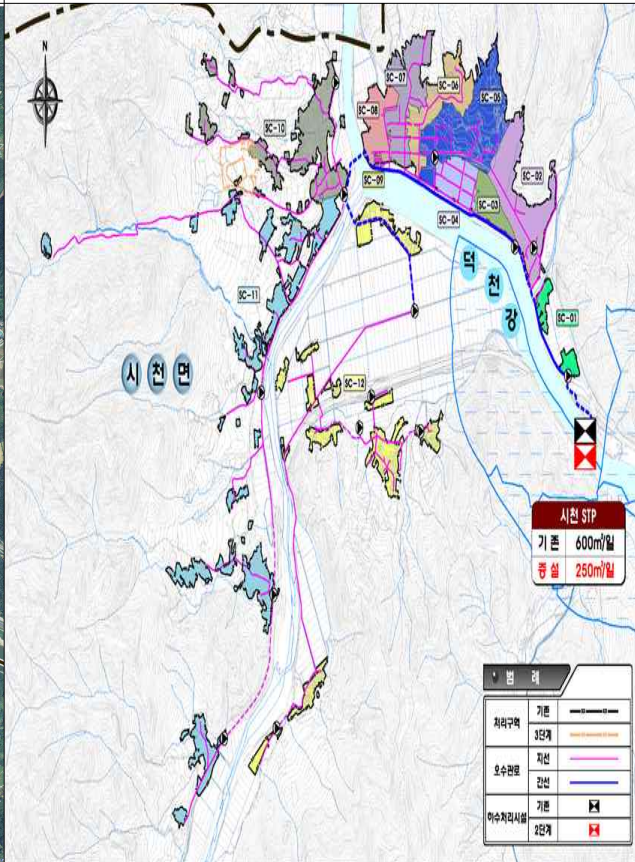 N
SC-07
SC-06
SC-05
SC-08
SC-10
SC-02
SC-09
SC-03
SC-04
덕천강
SC-11
SC-01
시천면
SC-12
시천 STP
기존 600㎥/일
증설 250㎥/일
범 례
처리구역 기존
3단계
오수관로 지선
간선
하수처리시설 기존
2단계